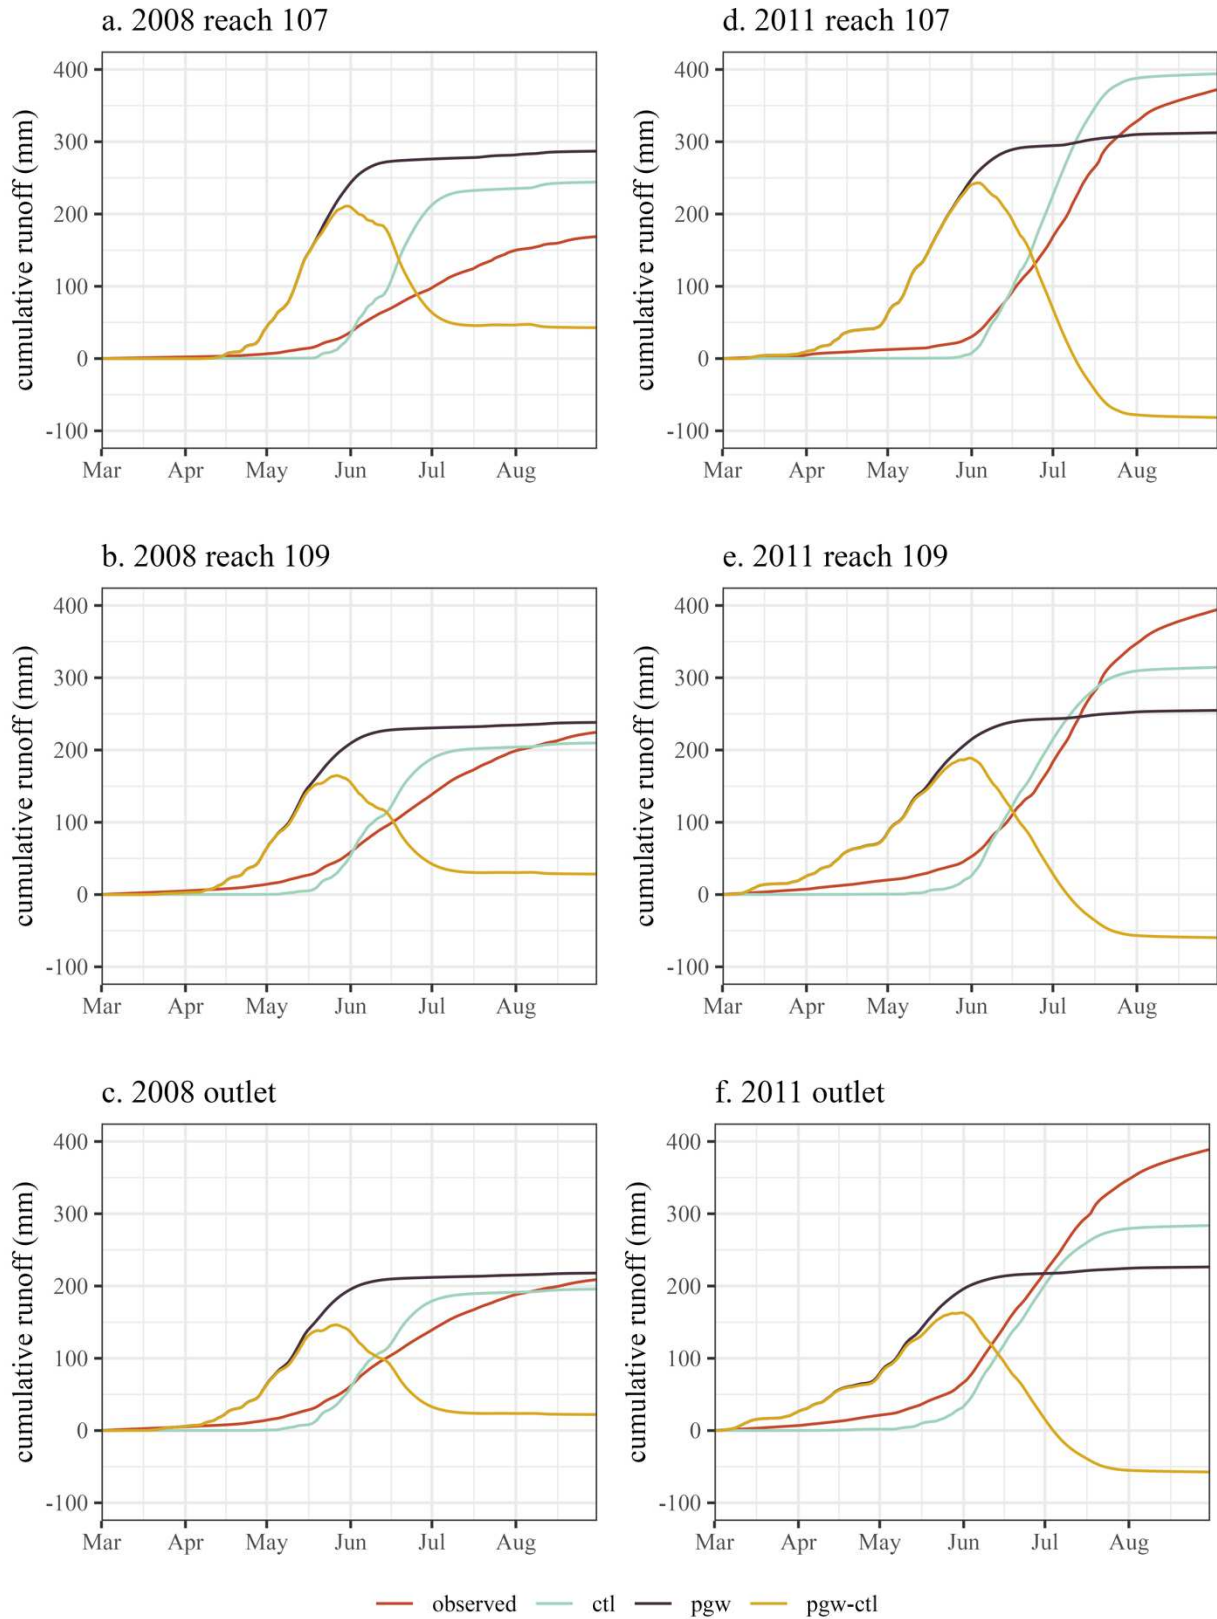 a. 2008 reach 107
cumulative runoff (mm)
400
300
200
100
0
-100
Mar Apr May Jun Jul Aug
d. 2011 reach 107
cumulative runoff (mm)
400
300
200
100
0
-100
Mar Apr May Jun Jul Aug
b. 2008 reach 109
cumulative runoff (mm)
400
300
200
100
0
-100
Mar Apr May Jun Jul Aug
e. 2011 reach 109
cumulative runoff (mm)
400
300
200
100
0
-100
Mar Apr May Jun Jul Aug
c. 2008 outlet
cumulative runoff (mm)
400
300
200
100
0
-100
Mar Apr May Jun Jul Aug
f. 2011 outlet
cumulative runoff (mm)
400
300
200
100
0
-100
Mar Apr May Jun Jul Aug
observed ctl pgw pgw-ctl